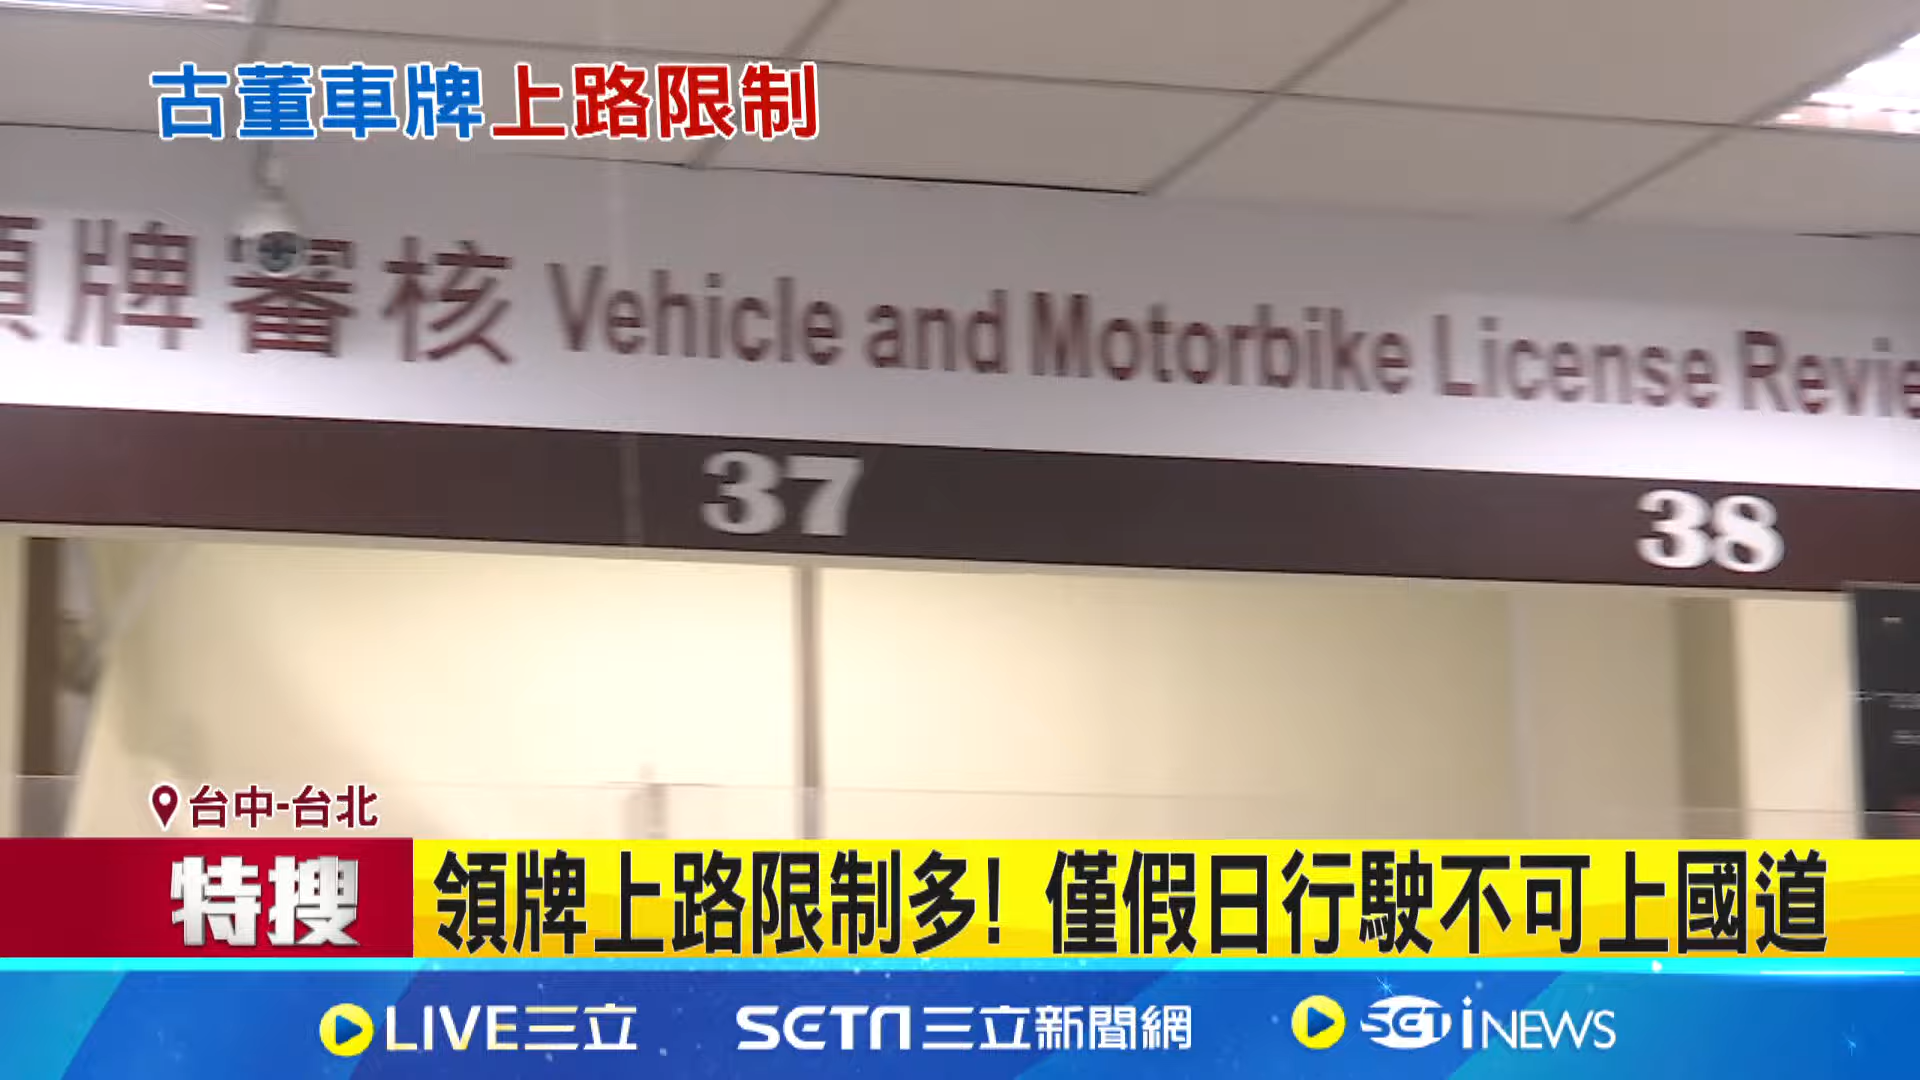 古董車牌上路限制
領牌審核 Vehicle and Motorbike License Revie
37
38
台中-台北
特搜
領牌上路限制多! 僅假日行駛不可上國道
LIVE三立
SETN三立新聞網
SETiNEWS